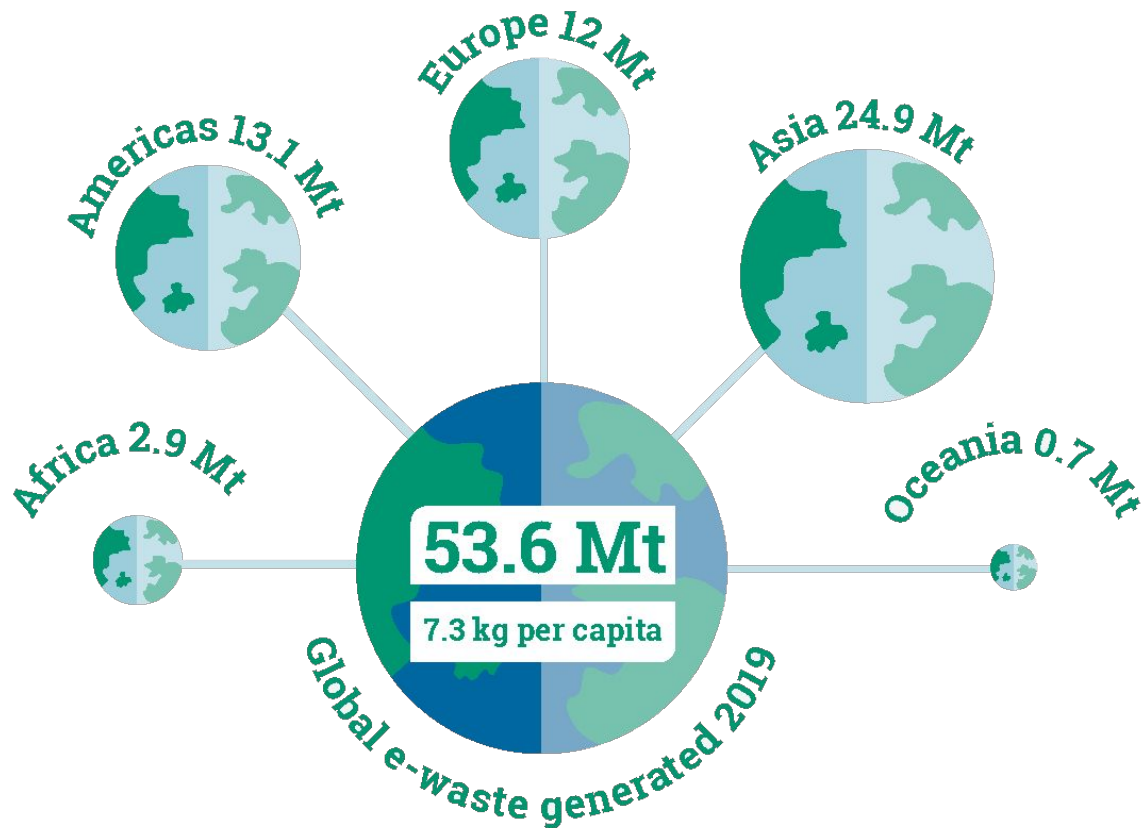 Europe 12 Mt
Americas 13.1 Mt
Asia 24.9 Mt
Africa 2.9 Mt
Oceania 0.7 Mt
53.6 Mt
7.3 kg per capita
Global e-waste generated 2019